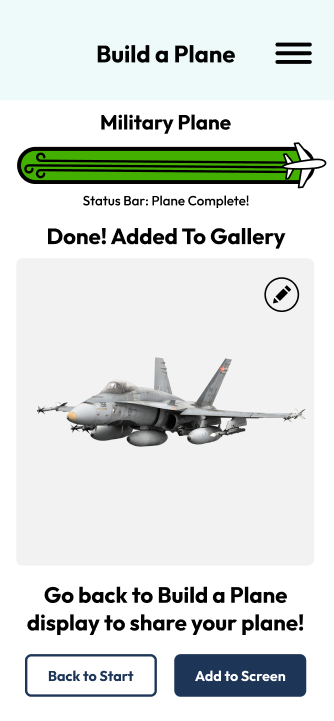 Build a Plane
Military Plane
Status Bar: Plane Complete!
Done! Added To Gallery
Go back to Build a Plane
display to share your plane!
Back to Start
Add to Screen